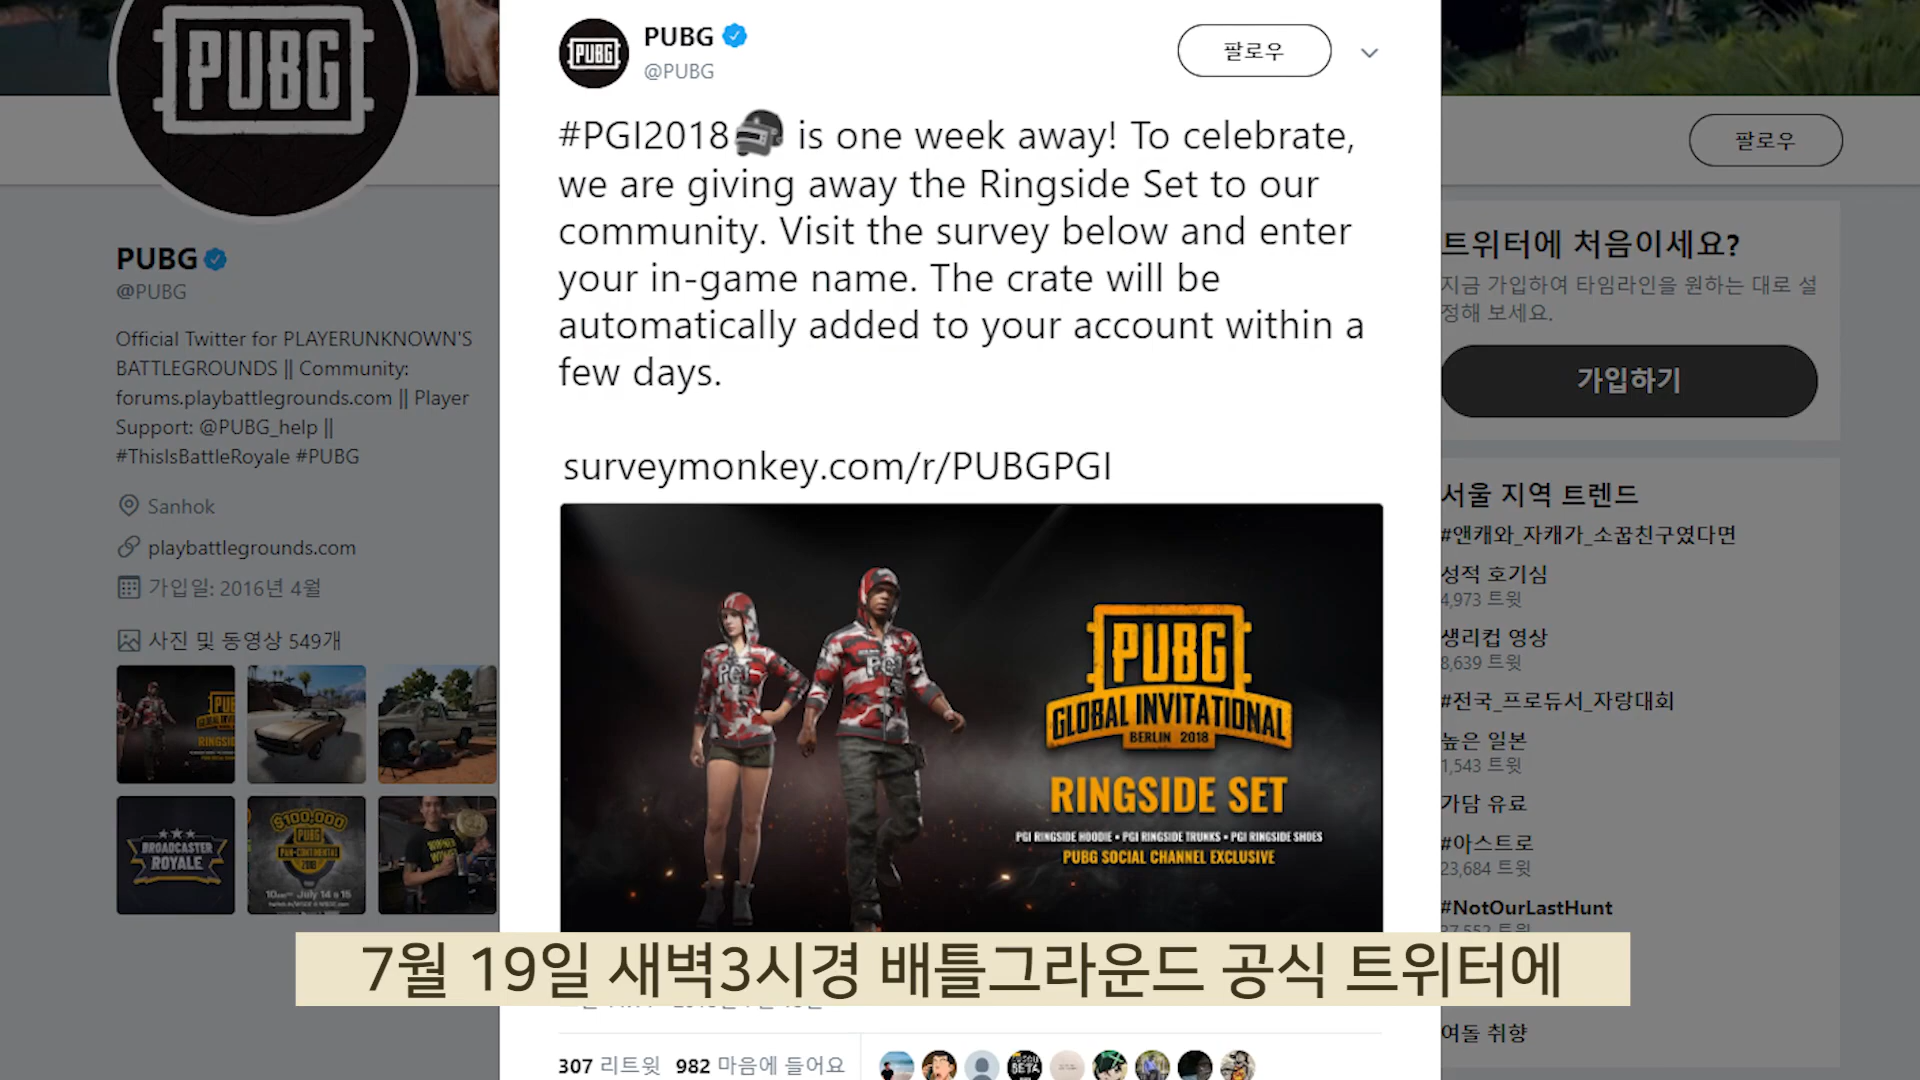 PUBG
PUBG
@PUBG
Official Twitter for PLAYERUNKNOWN'S
BATTLEGROUNDS || Community:
forums.playbattlegrounds.com || Player
Support: @PUBG_help ||
#ThisIsBattleRoyale #PUBG
Sanhok
playbattlegrounds.com
가입일: 2016년 4월
사진 및 동영상 549개
BROADCASTER
ROYALE
$100,000
PUBG
PUBG
PUBG
@PUBG
팔로우
#PGI2018 is one week away! To celebrate,
we are giving away the Ringside Set to our
community. Visit the survey below and enter
your in-game name. The crate will be
automatically added to your account within a
few days.
surveymonkey.com/r/PUBGPGI
PGI
PGI
PUBG
GLOBAL INVITATIONAL
BERLIN 2018
RINGSIDE SET
PGI RINGSIDE HOODIE • PGI RINGSIDE TRUNKS • PGI RINGSIDE SHOES
PUBG SOCIAL CHANNEL EXCLUSIVE
7월 19일 새벽3시경 배틀그라운드 공식 트위터에
307 리트윗 982 마음에 들어요
팔로우
트위터에 처음이세요?
지금 가입하여 타임라인을 원하는 대로 설
정해 보세요.
가입하기
서울 지역 트렌드
#앤캐와_자캐가_소꿉친구였다면
성적 호기심
4,973 트윗
생리컵 영상
8,639 트윗
#전국_프로듀서_자랑대회
높은 일본
1,543 트윗
가담 유료
#아스트로
23,684 트윗
#NotOurLastHunt
여돌 취향